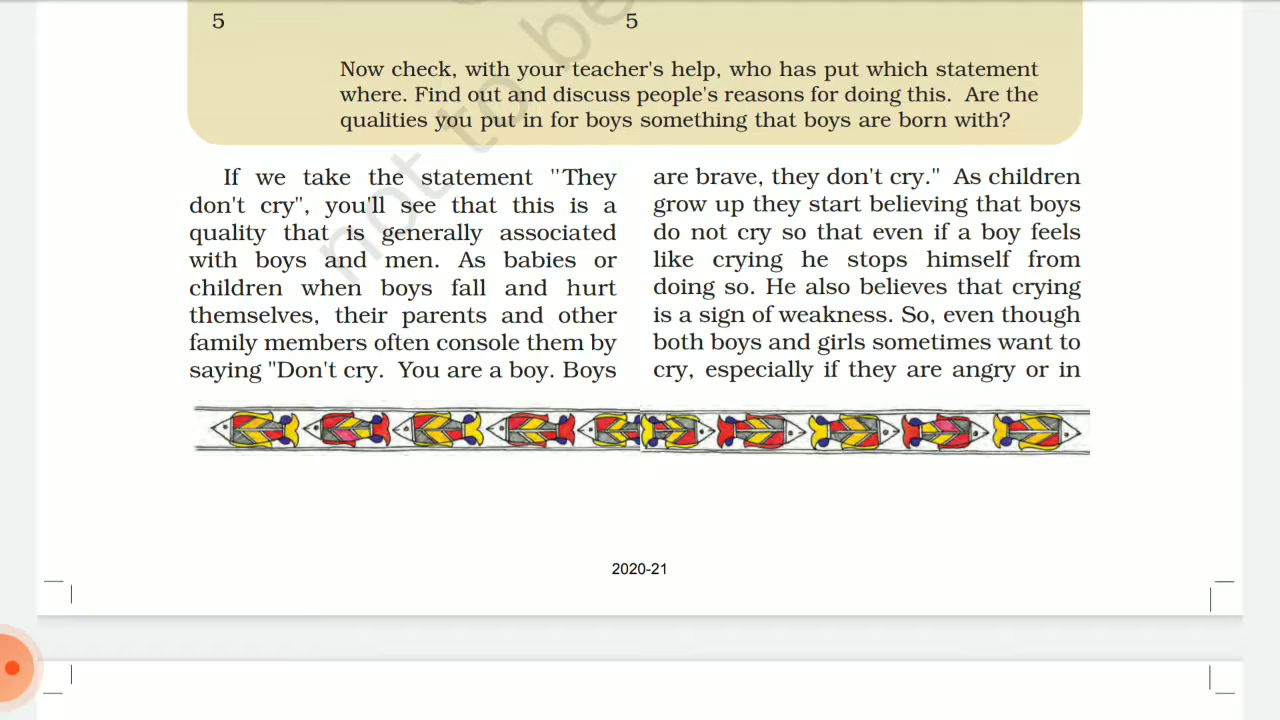 5
5
Now check, with your teacher's help, who has put which statement
where. Find out and discuss people's reasons for doing this. Are the
qualities you put in for boys something that boys are born with?
If we take the statement "They
don't cry", you'll see that this is a
quality that is generally associated
with boys and men. As babies or
children when boys fall and hurt
themselves, their parents and other
family members often console them by
saying "Don't cry. You are a boy. Boys
are brave, they don't cry." As children
grow up they start believing that boys
do not cry so that even if a boy feels
like crying he stops himself from
doing so. He also believes that crying
is a sign of weakness. So, even though
both boys and girls sometimes want to
cry, especially if they are angry or in
not to be
2020-21